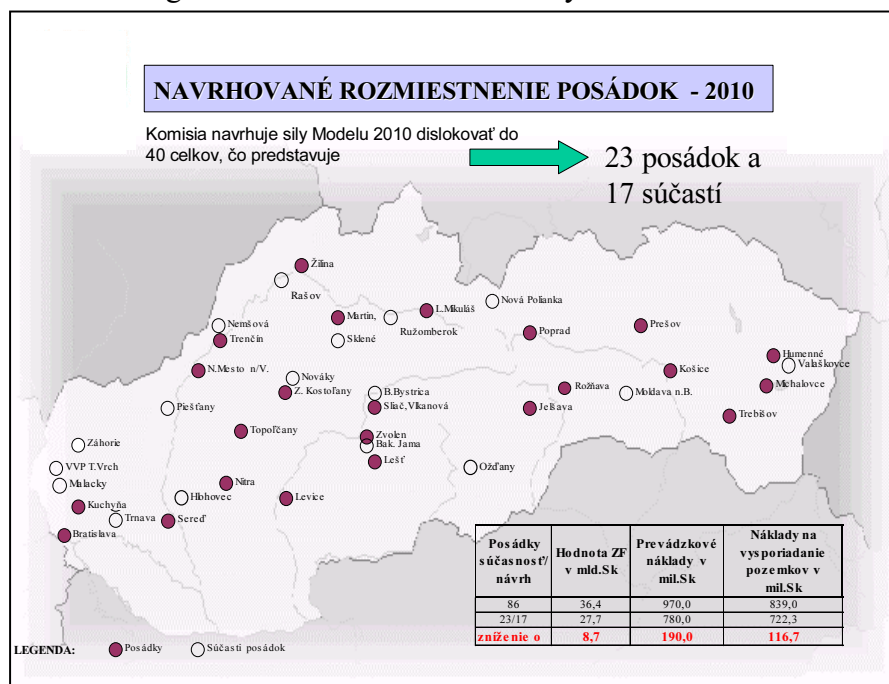 NAVRHOVANÉ ROZMIESTNENIE POSÁDOK - 2010
Komisia navrhuje sily Modelu 2010 dislokovať do
40 celkov, čo predstavuje
23 posádok a
17 súčastí
Žilina
Rašov
Nová Polianka
L.Mikuláš
Martin,
Ružomberok
Nemšová
Trenčín
Sklené
Poprad
Prešov
Humenné
Valaškovce
N.Mesto n/V.
Nováky
Z. Kostoľany
Košice
Michalovce
Rožňava
Moldava n.B.
B.Bystrica
Sliač,Vlkanová
Jelšava
Trebišov
Piešťany
Topoľčany
Zvolen
Bak. Jama
Záhorie
Lešť
Ožďany
VVP T.Vrch
Malacky
Nitra
Hlohovec
Levice
Kuchyňa
Trnava
Sereď
Bratislava
Posádky súčasnosť/ návrh | Hodnota ZF v mld.Sk | Prevádzkové náklady v mil.Sk | Náklady na vysporiadanie pozemkov v mil.Sk
86 36,4 970,0 839,0
23/17 27,7 780,0 722,3
zníženie o 8,7 190,0 116,7
LEGENDA: Posádky Súčasti posádok